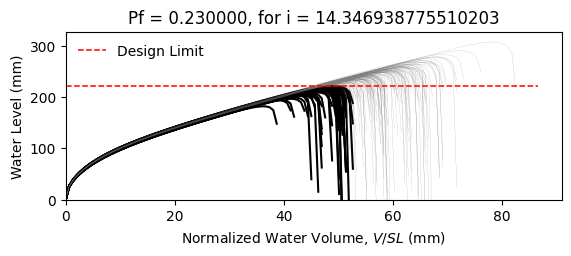 Pf = 0.230000, for i = 14.346938775510203
Design Limit
Water Level (mm)
300
200
100
0
0 20 40 60 80
Normalized Water Volume, V/SL (mm)